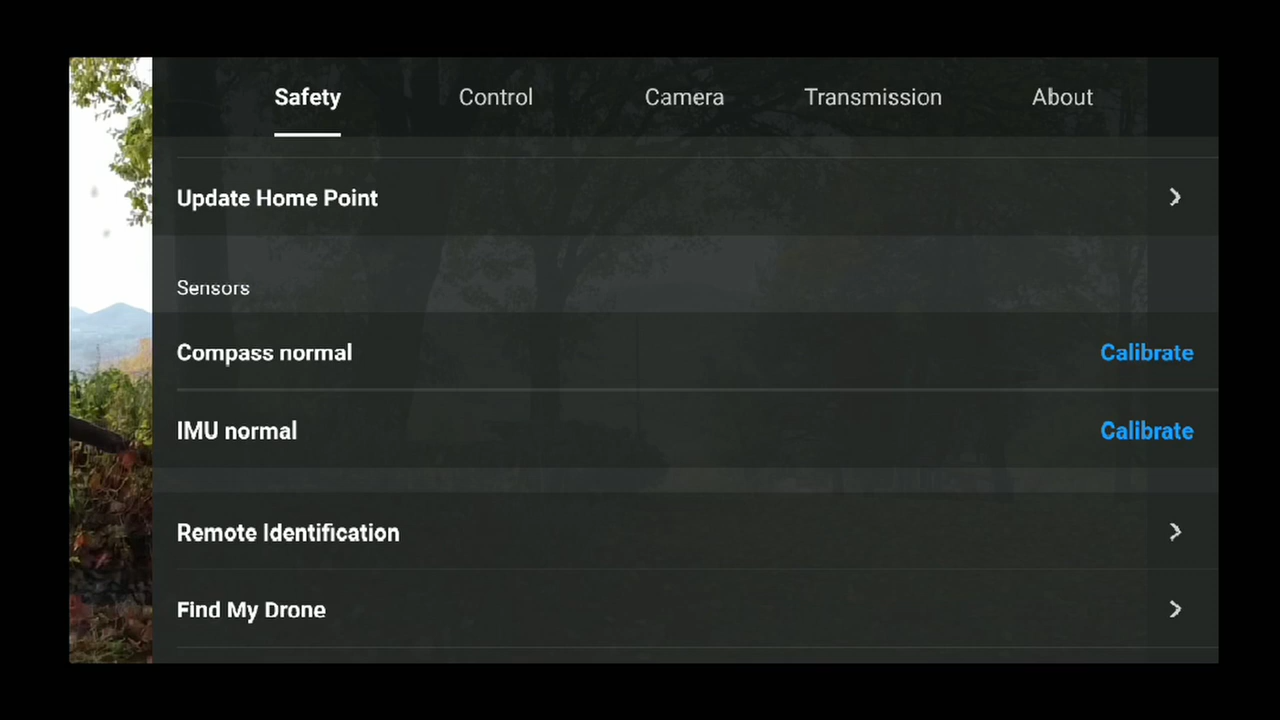 Safety Control Camera Transmission About
Update Home Point
Sensors
Compass normal Calibrate
IMU normal Calibrate
Remote Identification
Find My Drone